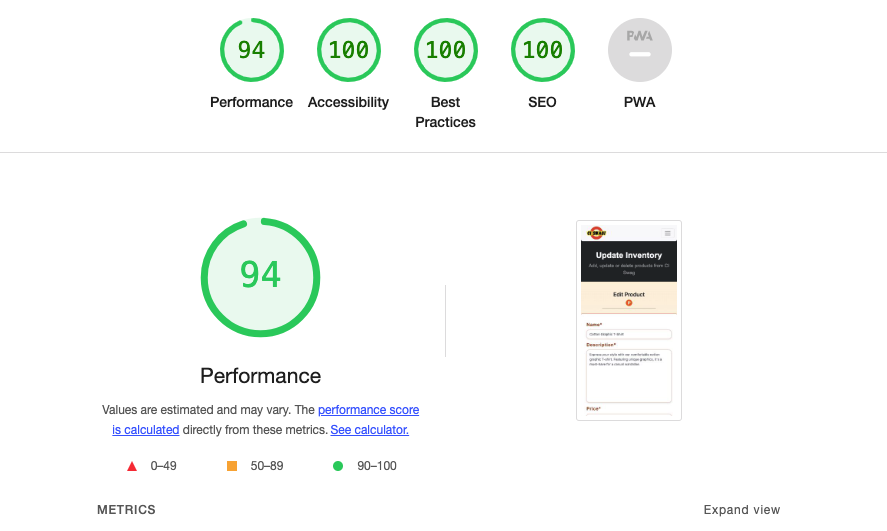 94
100
100
100
PWA
Performance
Accessibility
Best
Practices
SEO
PWA
94
Performance
Values are estimated and may vary. The performance score
is calculated directly from these metrics. See calculator.
0–49
50–89
90–100
Update Inventory
Add, update or delete products from El
Swag
Edit Product
Name*
Description*
Price*
METRICS
Expand view